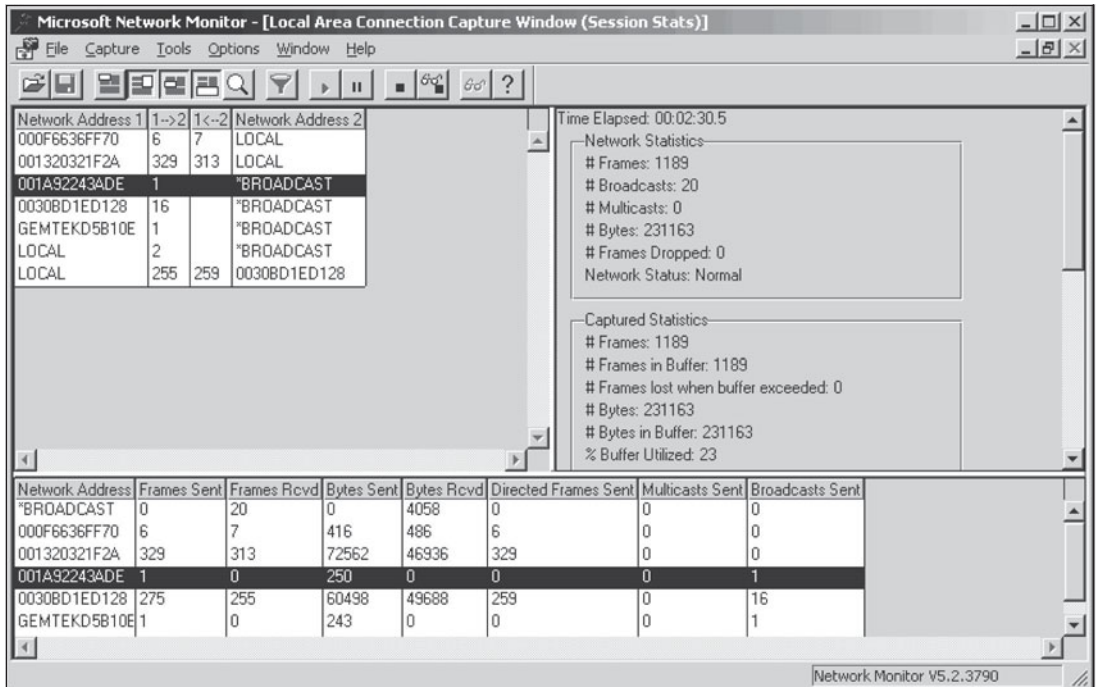 Microsoft Network Monitor - [Local Area Connection Capture Window (Session Stats)]
File Capture Tools Options Window Help
Network Address 1 1-->2 1<--2 Network Address 2
000F6636FF70 6 7 LOCAL
001320321F2A 329 313 LOCAL
001A92243ADE 1 *BROADCAST
0030BD1ED128 16 *BROADCAST
GEMTEKD5B10E 1 *BROADCAST
LOCAL 2 *BROADCAST
LOCAL 255 259 0030BD1ED128
Time Elapsed: 00:02:30.5
Network Statistics
# Frames: 1189
# Broadcasts: 20
# Multicasts: 0
# Bytes: 231163
# Frames Dropped: 0
Network Status: Normal
Captured Statistics
# Frames: 1189
# Frames in Buffer: 1189
# Frames lost when buffer exceeded: 0
# Bytes: 231163
# Bytes in Buffer: 231163
% Buffer Utilized: 23
Network Address Frames Sent Frames Rcvd Bytes Sent Bytes Rcvd Directed Frames Sent Multicasts Sent Broadcasts Sent
*BROADCAST 0 20 0 4058 0 0 0
000F6636FF70 6 7 416 486 6 0 0
001320321F2A 329 313 72562 46936 329 0 0
001A92243ADE 1 0 250 0 0 0 1
0030BD1ED128 275 255 60498 49688 259 0 16
GEMTEKD5B10E 1 0 243 0 0 0 1
Network Monitor V5.2.3790